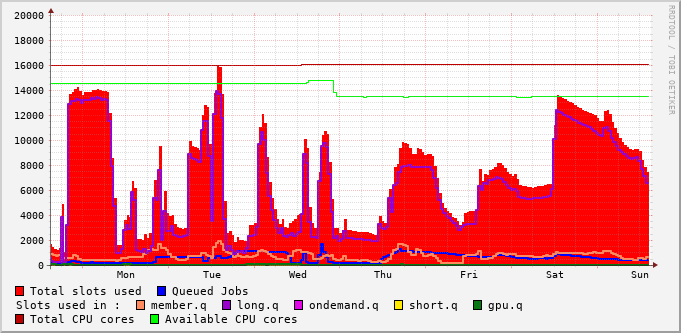 20000
18000
16000
14000
12000
10000
8000
6000
4000
2000
0
Mon Tue Wed Thu Fri Sat Sun
RRDTOOL / TOBI OETIKER
Total slots used Queued Jobs
Slots used in : member.q long.q ondemand.q short.q gpu.q
Total CPU cores Available CPU cores